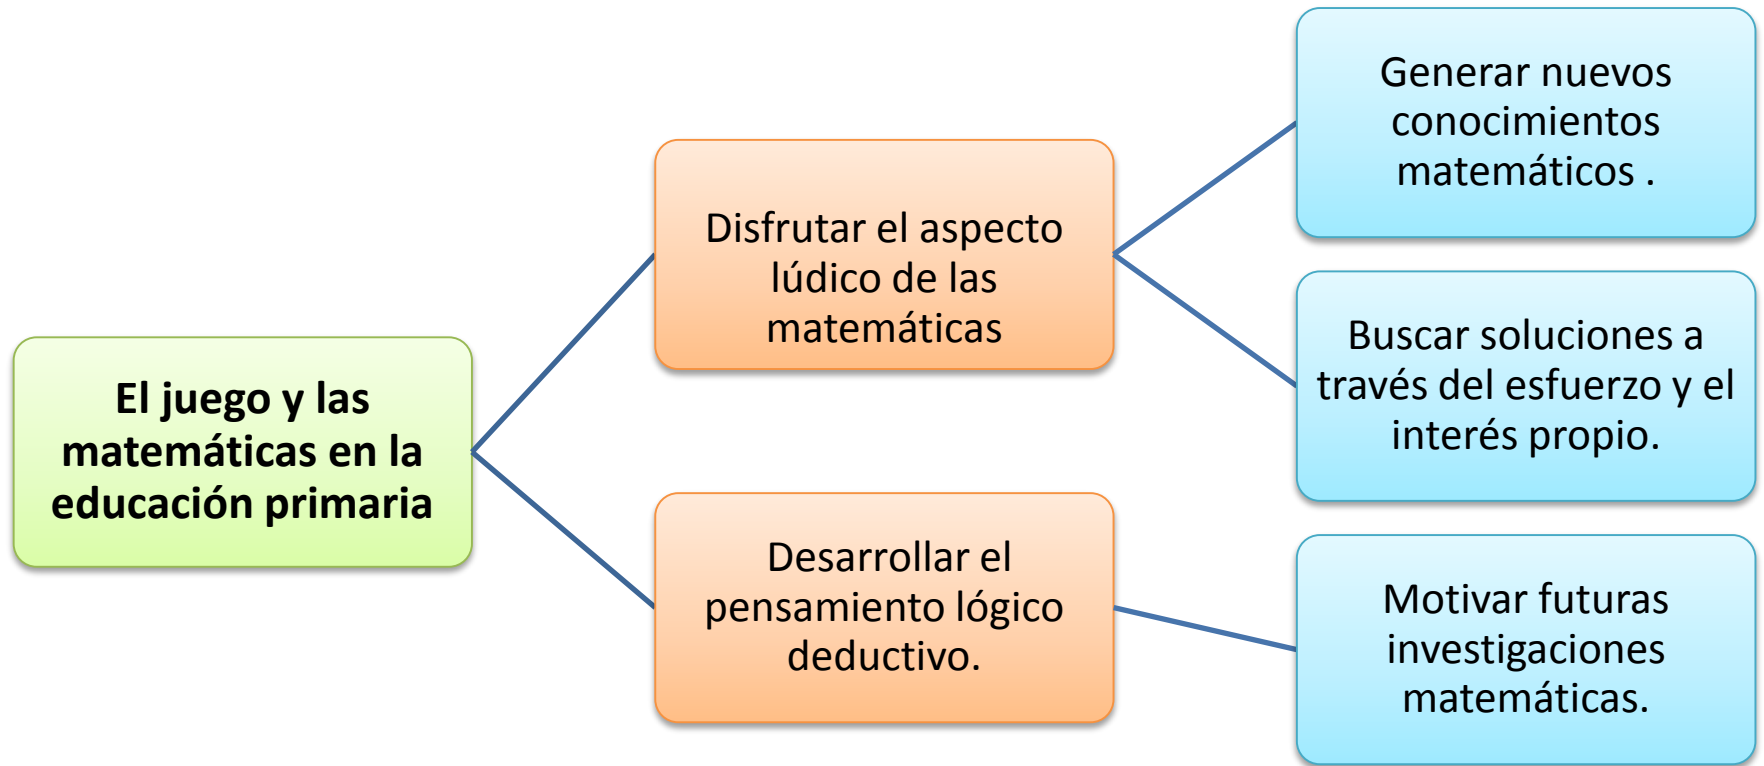 El juego y las
matemáticas en la
educación primaria
Disfrutar el aspecto
lúdico de las
matemáticas
Desarrollar el
pensamiento lógico
deductivo.
Generar nuevos
conocimientos
matemáticos .
Buscar soluciones a
través del esfuerzo y el
interés propio.
Motivar futuras
investigaciones
matemáticas.